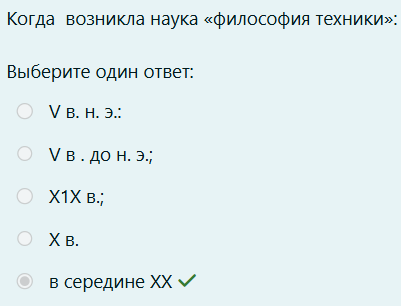 Когда возникла наука «философия техники»:
Выберите один ответ:
V в. н. э.:
V в . до н. э.;
X1X в.;
X в.
в середине XX